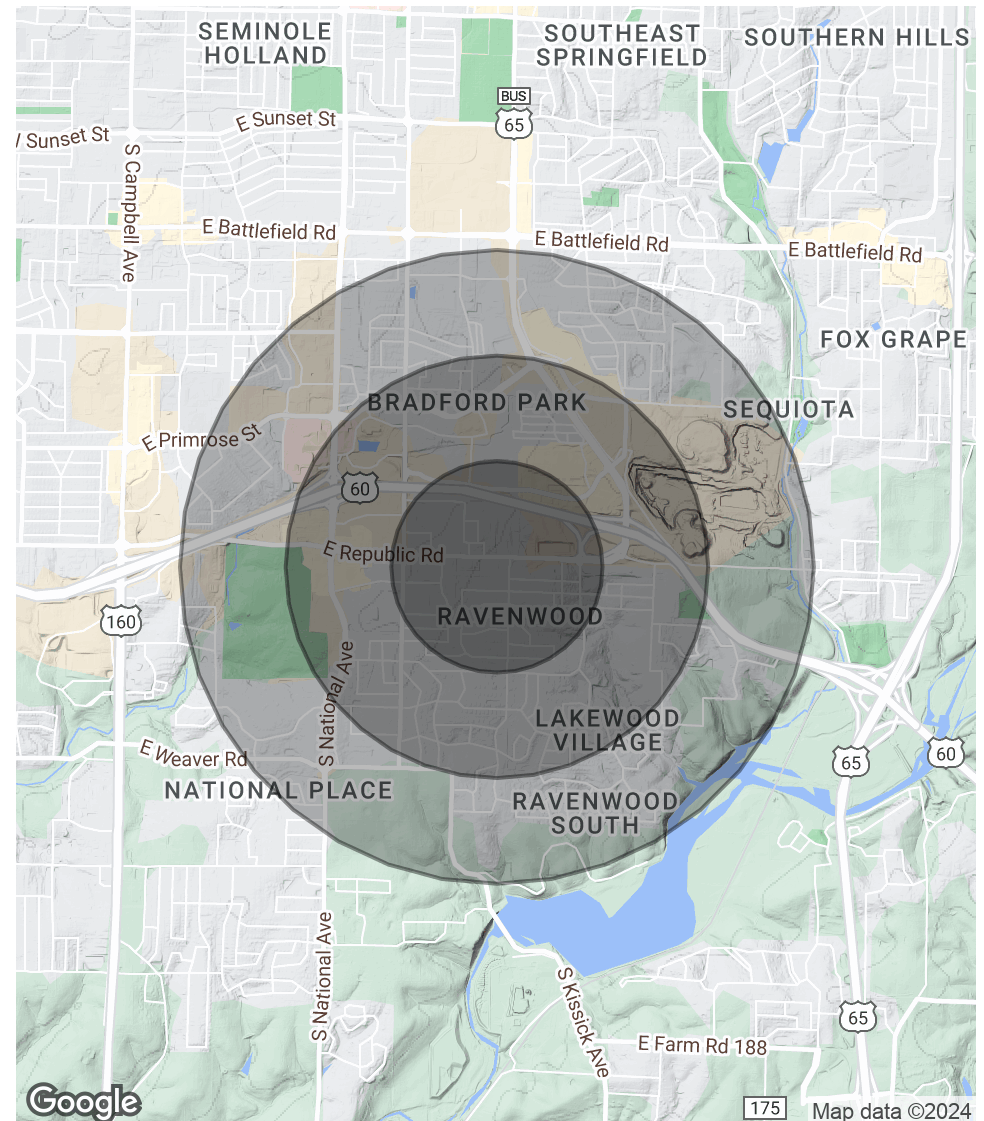 SEMINOLE
HOLLAND
SOUTHEAST
SPRINGFIELD
SOUTHERN HILLS
BUS
65
E Sunset St
W Sunset St
S Campbell Ave
E Battlefield Rd
E Battlefield Rd
E Battlefield Rd
FOX GRAPE
BRADFORD PARK
SEQUIOTA
E Primrose St
60
E Republic Rd
RAVENWOOD
160
S National Ave
LAKEWOOD
VILLAGE
E Weaver Rd
65
60
NATIONAL PLACE
RAVENWOOD
SOUTH
S National Ave
S Kissick Ave
65
E Farm Rd 188
Google
175
Map data ©2024